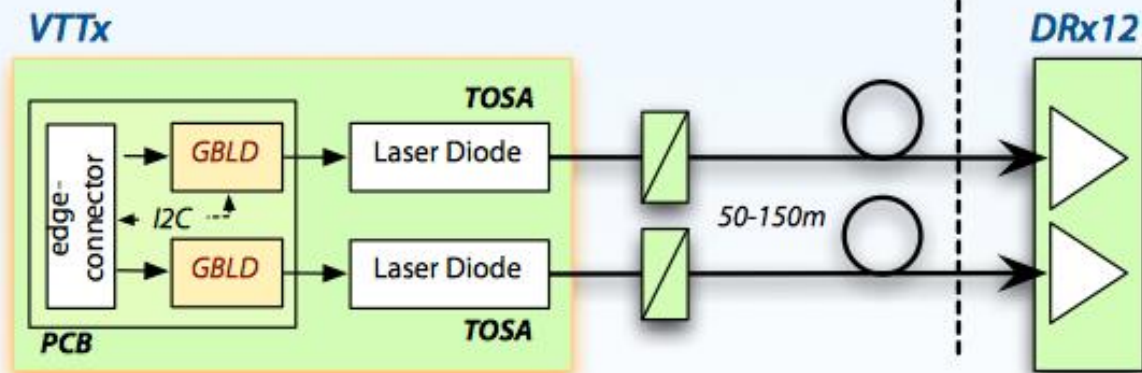 VTTx
DRx12
TOSA
GBLD
Laser Diode
edge-
connector
I2C
50-150m
GBLD
Laser Diode
TOSA
PCB